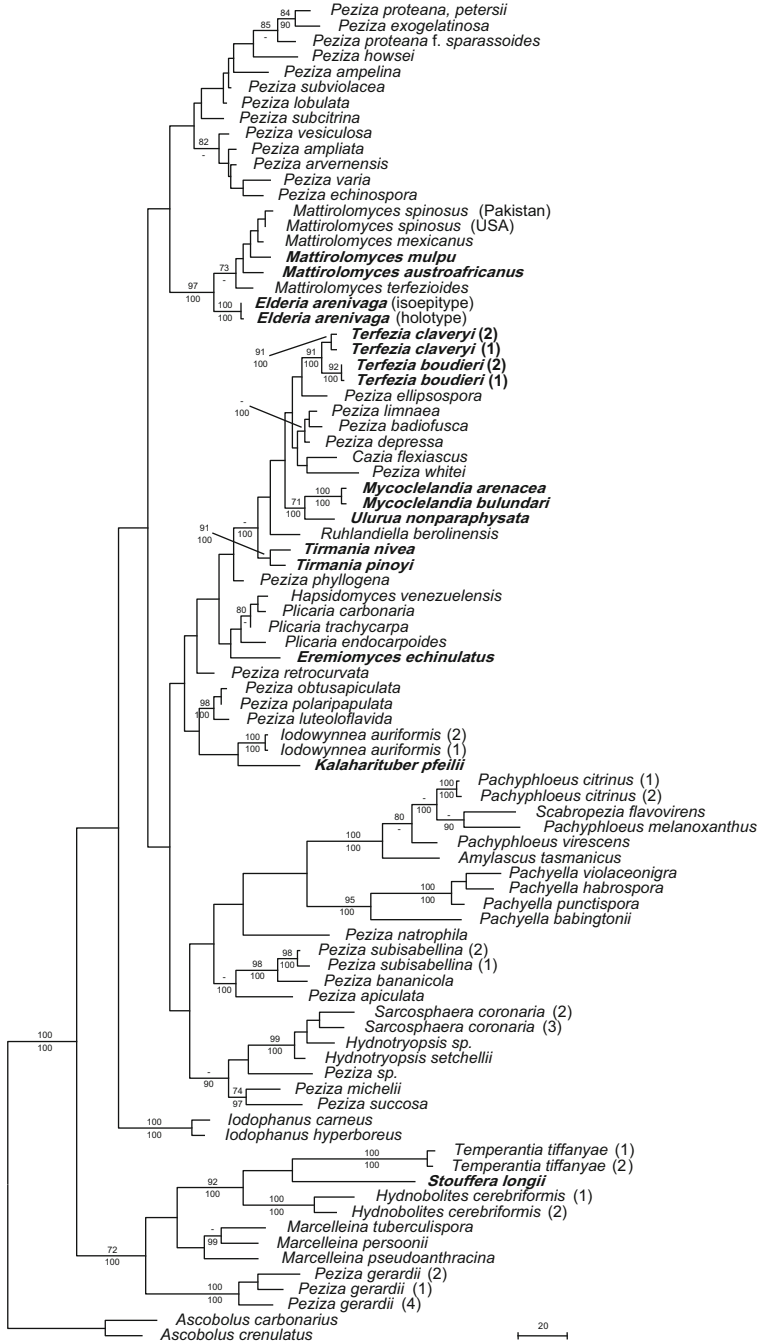 84
Peziza proteana, petersii
85
90
Peziza exogelatinosa
-
Peziza proteana f. sparassoides
Peziza howsei
Peziza ampelina
Peziza subviolacea
Peziza lobulata
Peziza subcitrina
Peziza vesiculosa
82
-
Peziza ampliata
Peziza arvernensis
Peziza varia
Peziza echinospora
Mattirolomyces spinosus (Pakistan)
Mattirolomyces spinosus (USA)
Mattirolomyces mexicanus
Mattirolomyces mulpu
73
-
Mattirolomyces austroafricanus
97
100
Mattirolomyces terfezioides
Elderia arenivaga (isoepitype)
100
100
Elderia arenivaga (holotype)
Terfezia claveryi (2)
91
100
91
100
Terfezia claveryi (1)
Terfezia boudieri (2)
92
100
Terfezia boudieri (1)
Peziza ellipsospora
-
100
Peziza limnaea
Peziza badiofusca
Peziza depressa
Cazia flexiascus
Peziza whitei
Mycoclelandia arenacea
100
100
Mycoclelandia bulundari
71
100
Ulurua nonparaphysata
-
100
Ruhlandiella berolinensis
91
100
Tirmania nivea
Tirmania pinoyi
Peziza phyllogena
Hapsidomyces venezuelensis
80
-
Plicaria carbonaria
Plicaria trachycarpa
Plicaria endocarpoides
Eremiomyces echinulatus
Peziza retrocurvata
Peziza obtusapiculata
98
100
Peziza polaripapulata
Peziza luteoloflavida
Iodowynnea auriformis (2)
100
100
Iodowynnea auriformis (1)
Kalaharituber pfeilii
Pachyphloeus citrinus (1)
100
100
Pachyphloeus citrinus (2)
-
100
Scabropezia flavovirens
-
90
Pachyphloeus melanoxanthus
80
-
Pachyphloeus virescens
100
100
Amylascus tasmanicus
Pachyella violaceonigra
100
100
Pachyella habrospora
95
100
Pachyella punctispora
Pachyella babingtonii
Peziza natrophila
Peziza subisabellina (2)
98
100
Peziza subisabellina (1)
98
100
Peziza bananicola
-
100
Peziza apiculata
Sarcosphaera coronaria (2)
Sarcosphaera coronaria (3)
99
100
Hydnotryopsis sp.
Hydnotryopsis setchellii
Peziza sp.
-
90
Peziza michelii
74
97
Peziza succosa
100
100
Iodophanus carneus
100
100
Iodophanus hyperboreus
Temperantia tiffanyae (1)
100
100
Temperantia tiffanyae (2)
92
100
Stouffera longii
Hydnobolites cerebriformis (1)
100
100
Hydnobolites cerebriformis (2)
Marcelleina tuberculispora
-
99
Marcelleina persoonii
72
100
Marcelleina pseudoanthracina
Peziza gerardii (2)
100
100
Peziza gerardii (1)
Peziza gerardii (4)
Ascobolus carbonarius
Ascobolus crenulatus
20